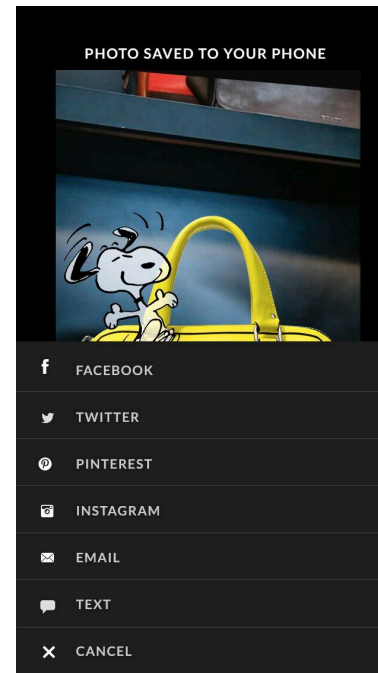 PHOTO SAVED TO YOUR PHONE
FACEBOOK
TWITTER
PINTEREST
INSTAGRAM
EMAIL
TEXT
CANCEL